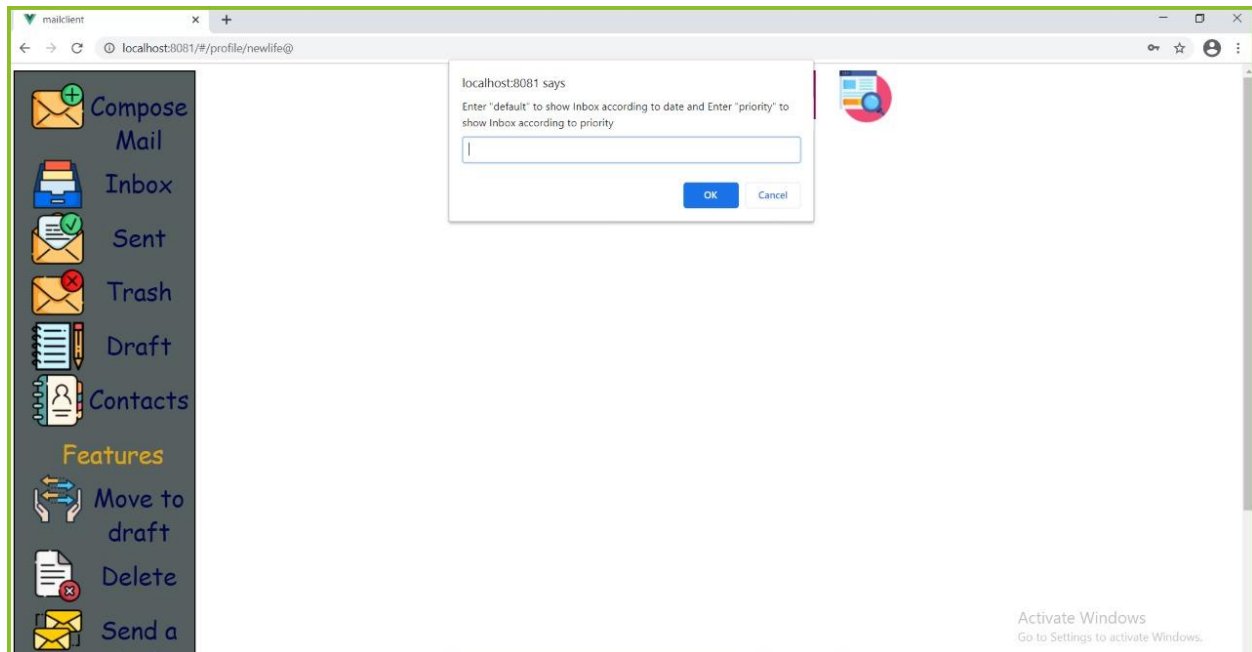 mailclient
localhost:8081/#/profile/newlife@
localhost:8081 says
Enter "default" to show Inbox according to date and Enter "priority" to
show Inbox according to priority
OK
Cancel
Compose
Mail
Inbox
Sent
Trash
Draft
Contacts
Features
Move to
draft
Delete
Send a
Activate Windows
Go to Settings to activate Windows.